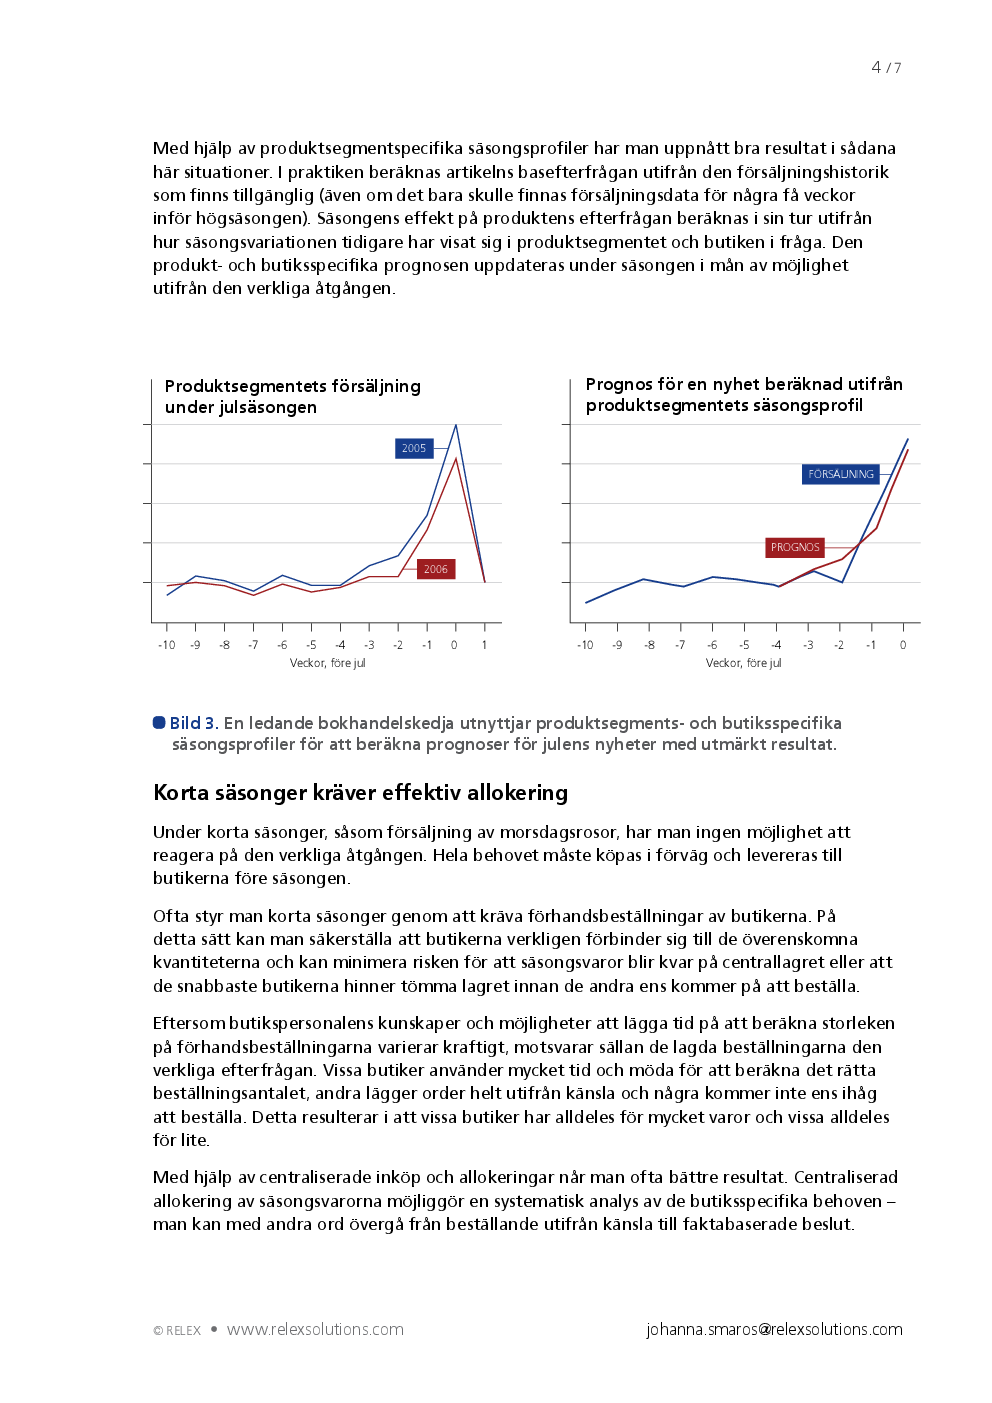 4 / 7
Med hjälp av produktsegmentspecifika säsongsprofiler har man uppnått bra resultat i sådana
här situationer. I praktiken beräknas artikelns basefterfrågan utifrån den försäljningshistorik
som finns tillgänglig (även om det bara skulle finnas försäljningsdata för några få veckor
inför högsäsongen). Säsongens effekt på produktens efterfrågan beräknas i sin tur utifrån
hur säsongsvariationen tidigare har visat sig i produktsegmentet och butiken i fråga. Den
produkt- och butiksspecifika prognosen uppdateras under säsongen i mån av möjlighet
utifrån den verkliga åtgången.
Produktsegmentets försäljning
under julsäsongen
2005
2006
-10 -9 -8 -7 -6 -5 -4 -3 -2 -1 0 1
Veckor, före jul
Prognos för en nyhet beräknad utifrån
produktsegmentets säsongsprofil
FÖRSÄLJNING
PROGNOS
-10 -9 -8 -7 -6 -5 -4 -3 -2 -1 0
Veckor, före jul
Bild 3. En ledande bokhandelskedja utnyttjar produktsegments- och butiksspecifika
säsongsprofiler för att beräkna prognoser för julens nyheter med utmärkt resultat.
Korta säsonger kräver effektiv allokering
Under korta säsonger, såsom försäljning av morsdagsrosor, har man ingen möjlighet att
reagera på den verkliga åtgången. Hela behovet måste köpas i förväg och levereras till
butikerna före säsongen.
Ofta styr man korta säsonger genom att kräva förhandsbeställningar av butikerna. På
detta sätt kan man säkerställa att butikerna verkligen förbinder sig till de överenskomna
kvantiteterna och kan minimera risken för att säsongsvaror blir kvar på centrallagret eller att
de snabbaste butikerna hinner tömma lagret innan de andra ens kommer på att beställa.
Eftersom butikspersonalens kunskaper och möjligheter att lägga tid på att beräkna storleken
på förhandsbeställningarna varierar kraftigt, motsvarar sällan de lagda beställningarna den
verkliga efterfrågan. Vissa butiker använder mycket tid och möda för att beräkna det rätta
beställningsantalet, andra lägger order helt utifrån känsla och några kommer inte ens ihåg
att beställa. Detta resulterar i att vissa butiker har alldeles för mycket varor och vissa alldeles
för lite.
Med hjälp av centraliserade inköp och allokeringar når man ofta bättre resultat. Centraliserad
allokering av säsongsvarorna möjliggör en systematisk analys av de butiksspecifika behoven –
man kan med andra ord övergå från beställande utifrån känsla till faktabaserade beslut.
© RELEX • www.relexsolutions.com
johanna.smaros@relexsolutions.com